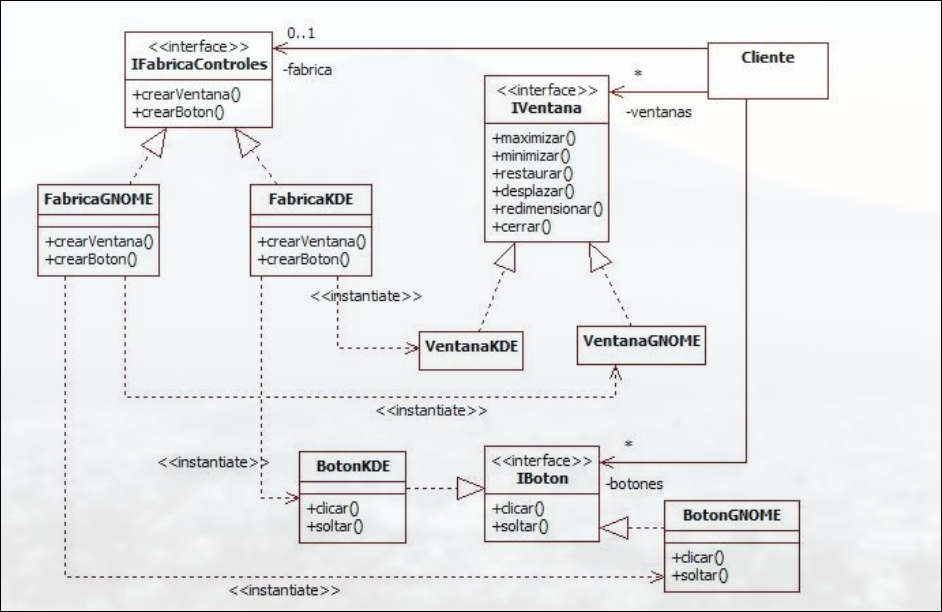 <<interface>>
IFabricaControles
+crearVentana()
+crearBoton()
0..1
-fabrica
Cliente
*
-ventanas
<<interface>>
IVentana
+maximizar()
+minimizar()
+restaurar()
+desplazar()
+redimensionar()
+cerrar()
FabricaGNOME
+crearVentana()
+crearBoton()
FabricaKDE
+crearVentana()
+crearBoton()
<<instantiate>>
VentanaKDE
VentanaGNOME
<<instantiate>>
<<instantiate>>
BotonKDE
+clicar()
+soltar()
<<interface>>
IBoton
+clicar()
+soltar()
*
-botones
BotonGNOME
+clicar()
+soltar()
<<instantiate>>